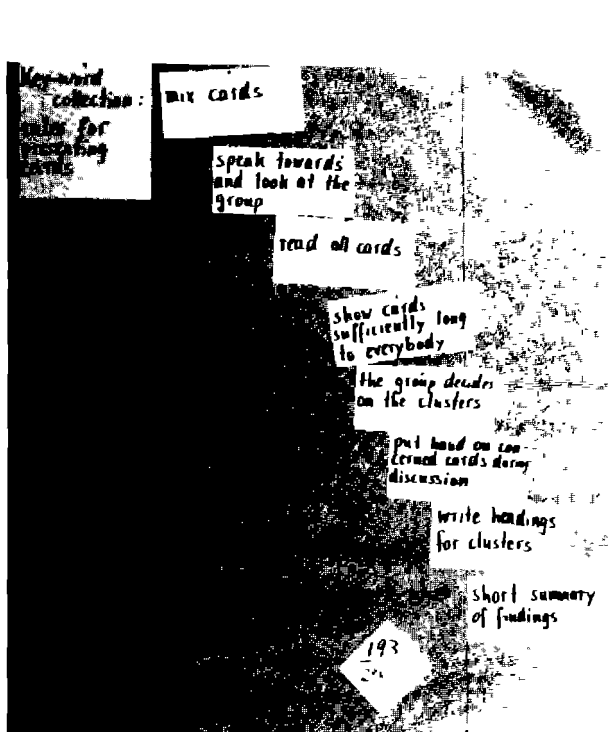 Key-word
collection:
rules for
cards
mix cards
speak towards
and look at the
group
read all cards
show cards
sufficiently long
to everybody
the group decides
on the clusters
put hand on con-
cerned cards during
discussion
write headings
for clusters
short summary
of findings
193